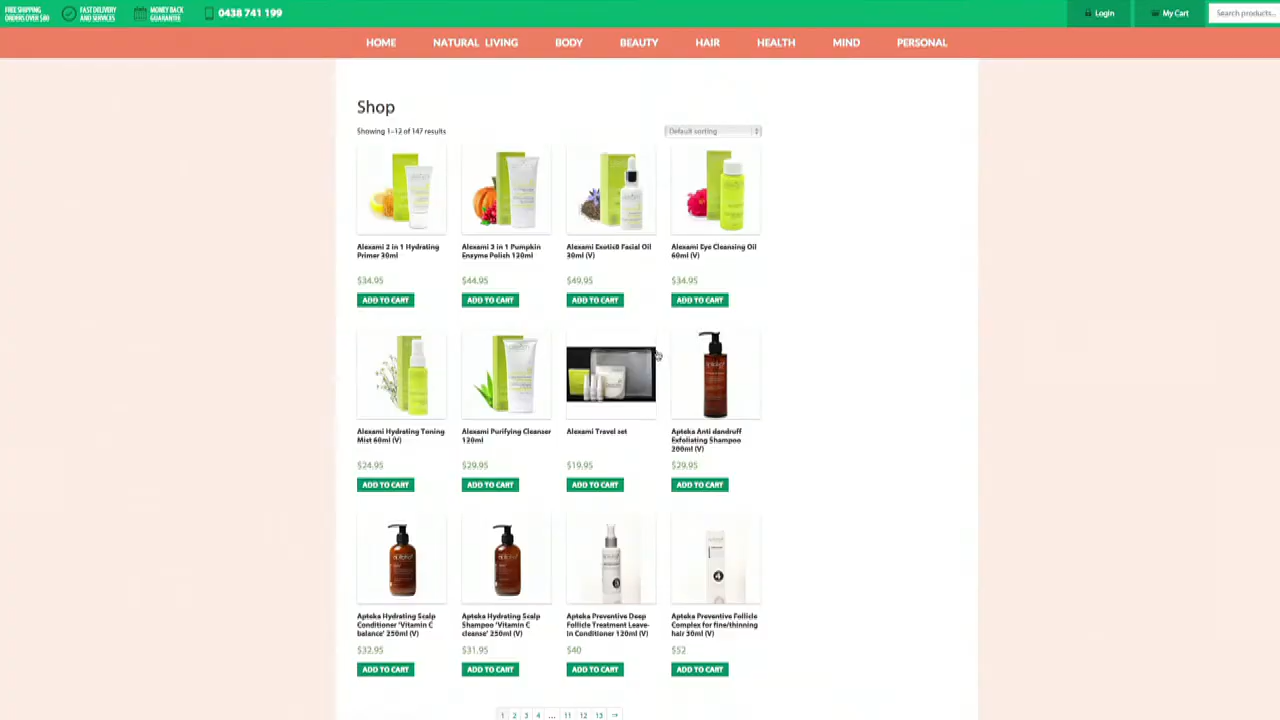 FREE SHIPPING
ORDERS OVER $80
FAST DELIVERY
AND SERVICES
MONEY BACK
GUARANTEE
0438 741 199
Login
My Cart
Search products...
HOME NATURAL LIVING BODY BEAUTY HAIR HEALTH MIND PERSONAL
Shop
Showing 1–12 of 147 results
Default sorting
Alexami 2 in 1 Hydrating
Primer 30ml
$34.95
ADD TO CART
Alexami 3 in 1 Pumpkin
Enzyme Polish 120ml
$44.95
ADD TO CART
Alexami Exotic8 Facial Oil
30ml (V)
$49.95
ADD TO CART
Alexami Eye Cleansing Oil
60ml (V)
$34.95
ADD TO CART
Alexami Hydrating Toning
Mist 60ml (V)
$24.95
ADD TO CART
Alexami Purifying Cleanser
120ml
$29.95
ADD TO CART
Alexami Travel set
$19.95
ADD TO CART
Apteka Anti dandruff
Exfoliating Shampoo
200ml (V)
$29.95
ADD TO CART
Apteka Hydrating Scalp
Conditioner 'Vitamin C
balance' 250ml (V)
$32.95
ADD TO CART
Apteka Hydrating Scalp
Shampoo 'Vitamin C
cleanse' 250ml (V)
$31.95
ADD TO CART
Apteka Preventive Deep
Follicle Treatment Leave-
in Conditioner 120ml (V)
$40
ADD TO CART
Apteka Preventive Follicle
Complex for fine/thinning
hair 30ml (V)
$52
ADD TO CART
1 2 3 4 … 11 12 13 →